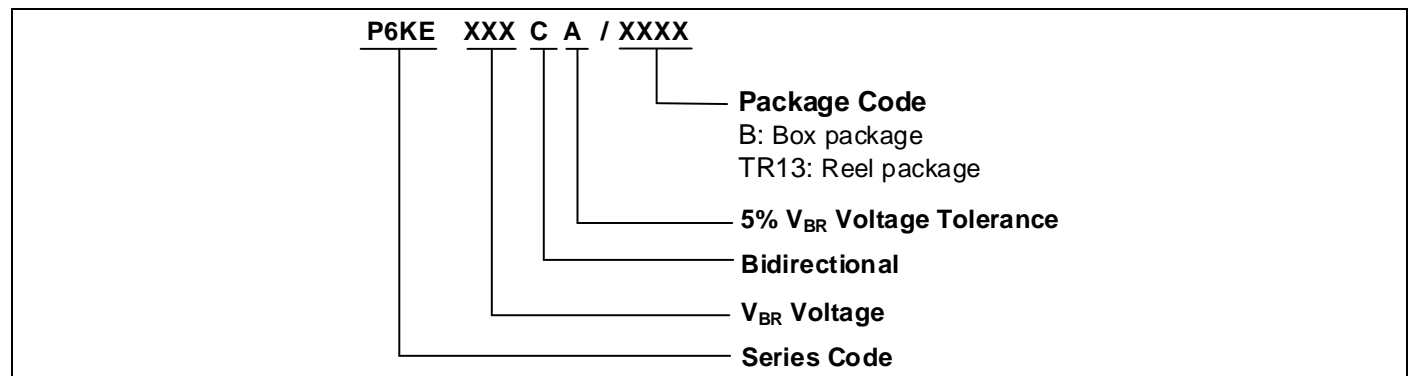 P6KE XXX C A / XXXX
Package Code
B: Box package
TR13: Reel package
5% VBR Voltage Tolerance
Bidirectional
VBR Voltage
Series Code